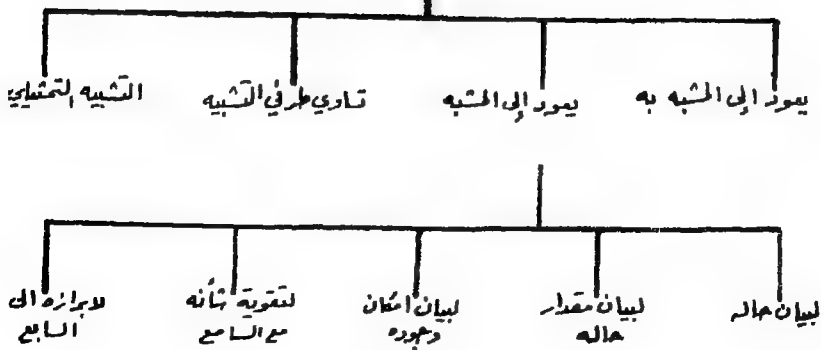 يعود إلى المشبه به
يعود إلى المشبه
تساوي طرفي التشبيه
التشبيه التمثيلي
لبيان حاله
لبيان مقدار
حاله
لبيان امكان
وجوده
لتقوية شأنه
مع السامع
لابرازه الى
السامع